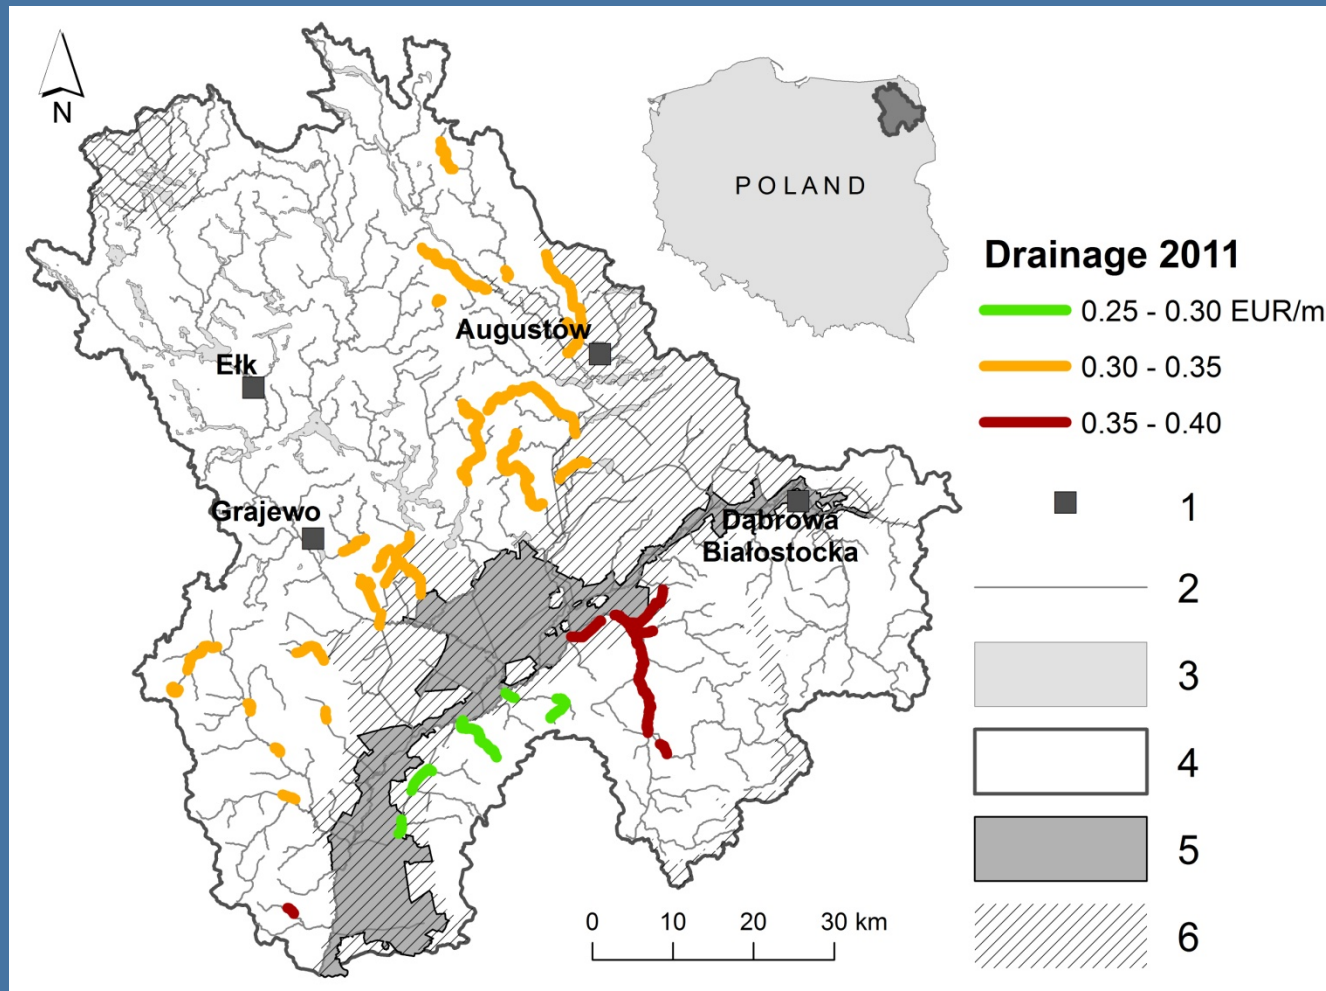 N
POLAND
Drainage 2011
0.25 - 0.30 EUR/m
0.30 - 0.35
0.35 - 0.40
Augustów
Ełk
Grajewo
Dąbrowa
Białostocka
1
2
3
4
5
6
0 10 20 30 km